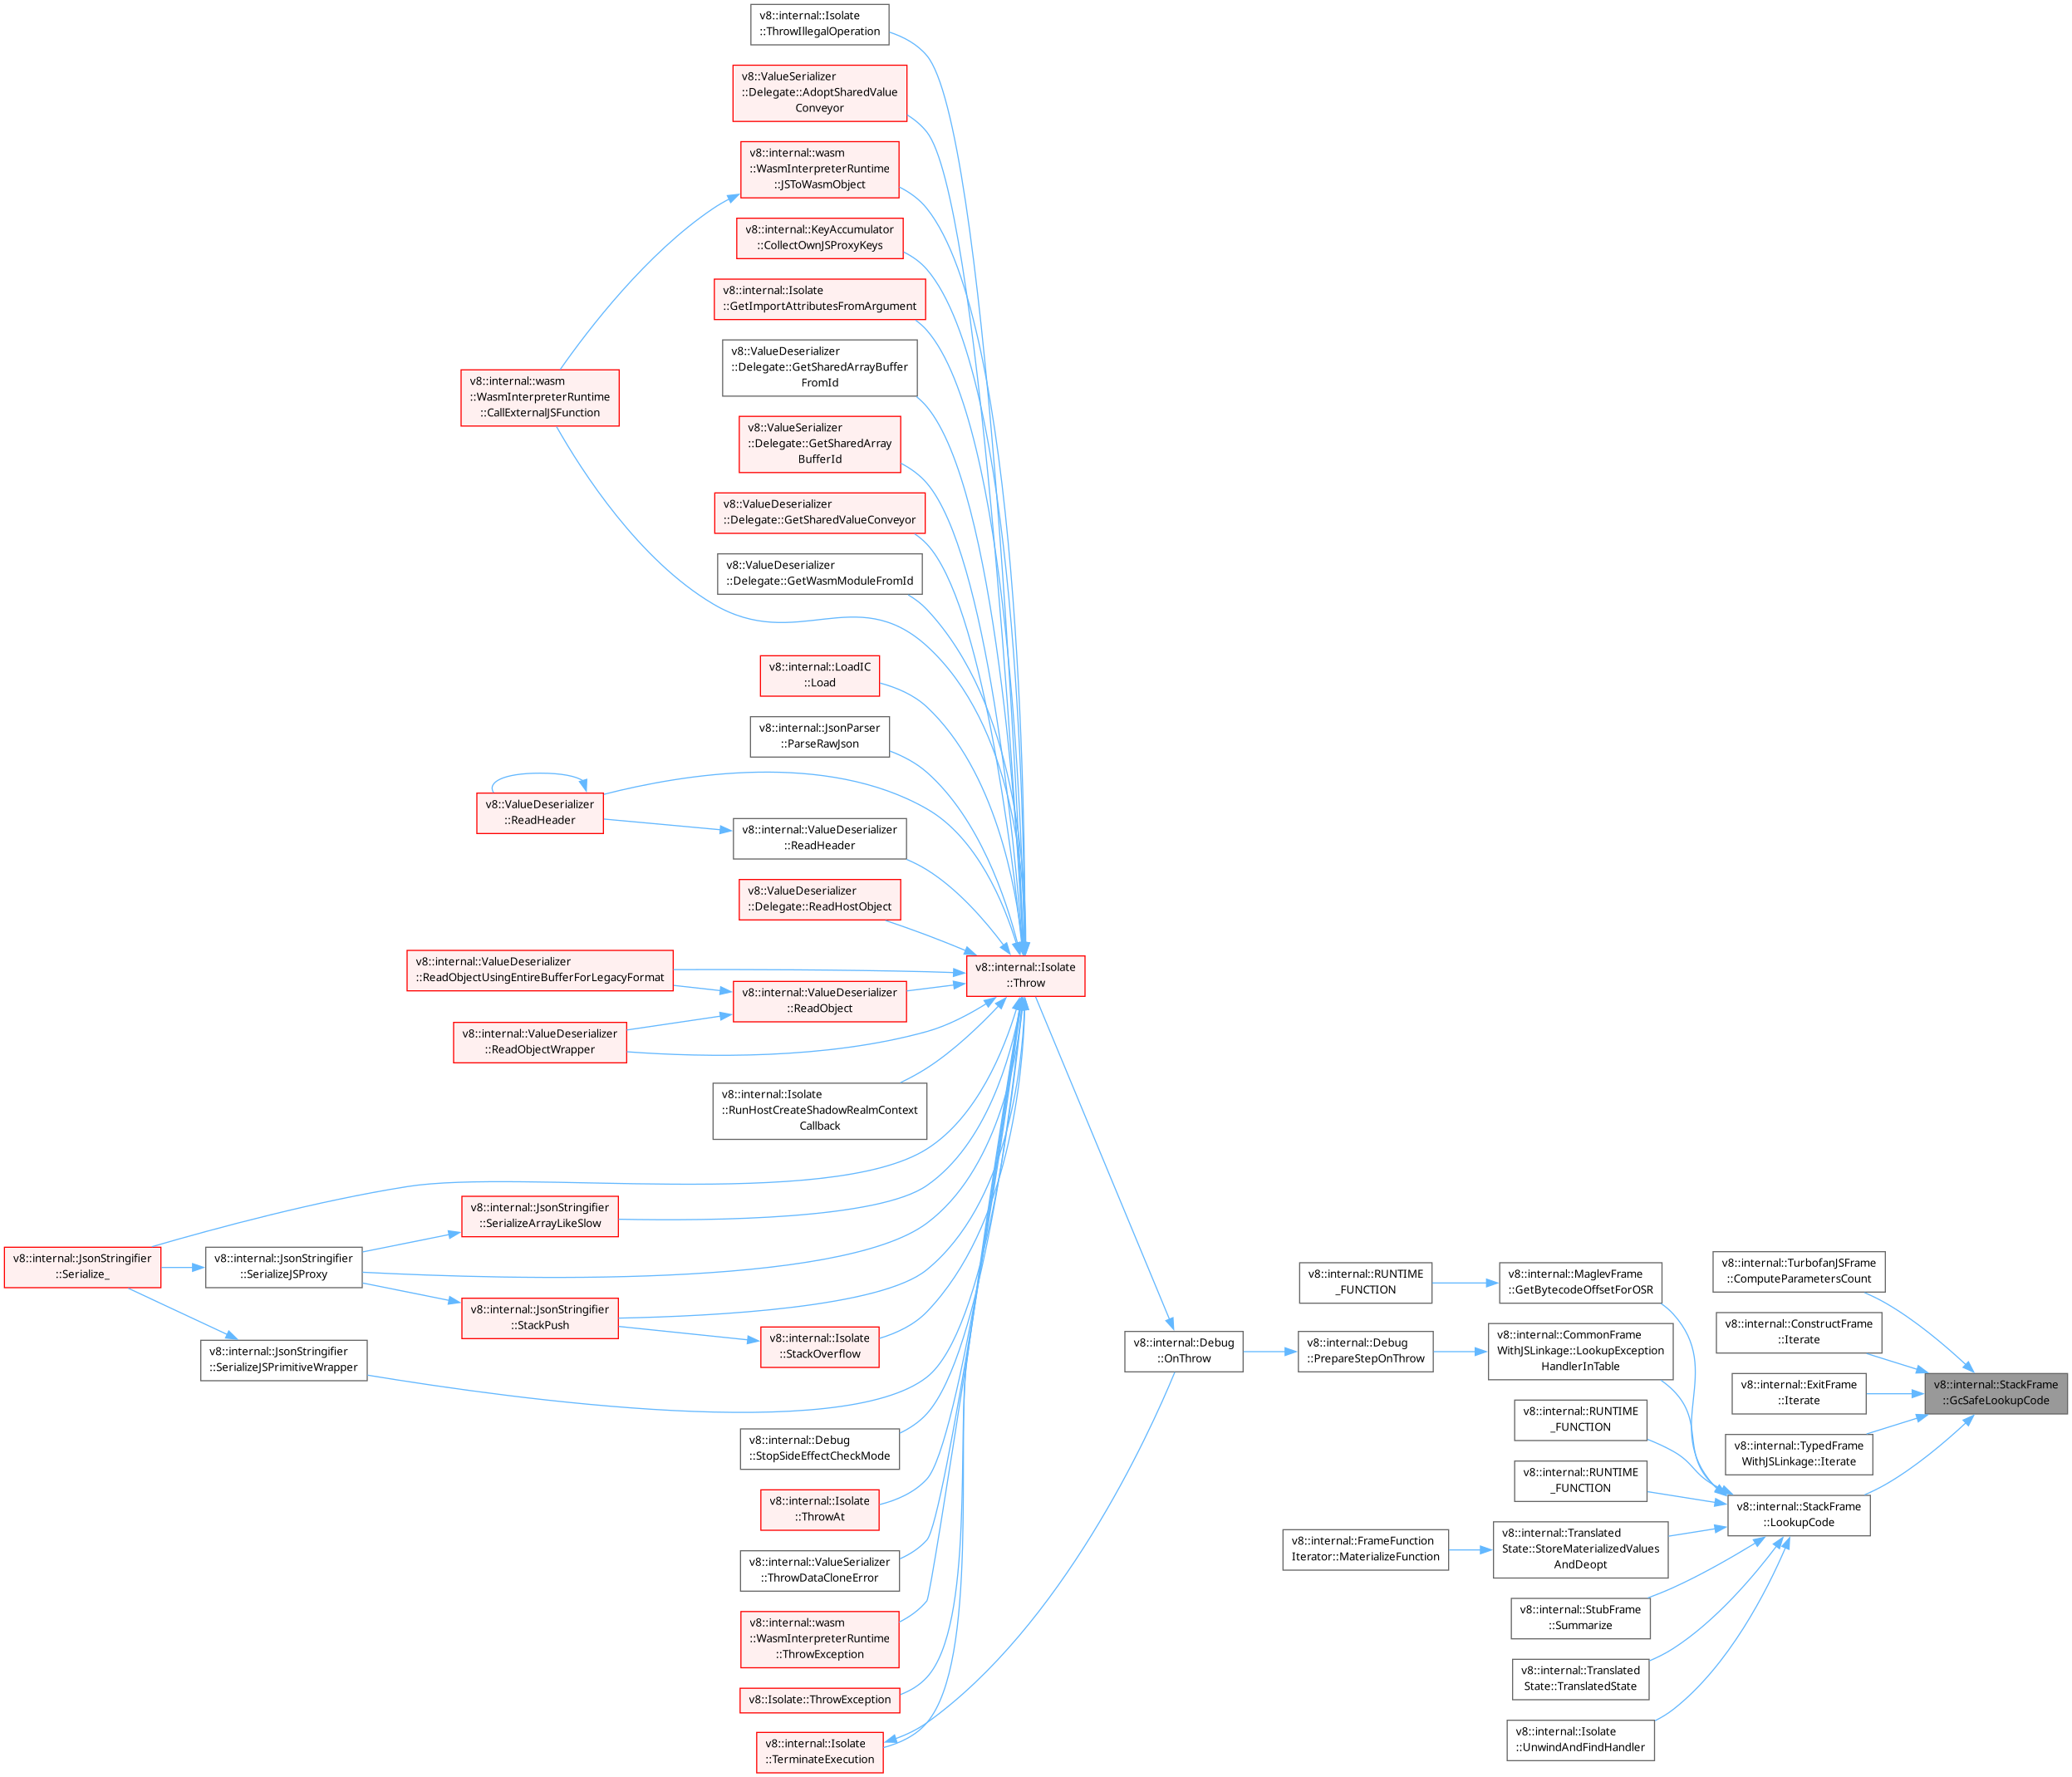 v8::internal::Isolate
::ThrowIllegalOperation
v8::ValueSerializer
::Delegate::AdoptSharedValue
Conveyor
v8::internal::wasm
::WasmInterpreterRuntime
::JSToWasmObject
v8::internal::KeyAccumulator
::CollectOwnJSProxyKeys
v8::internal::Isolate
::GetImportAttributesFromArgument
v8::ValueDeserializer
::Delegate::GetSharedArrayBuffer
FromId
v8::internal::wasm
::WasmInterpreterRuntime
::CallExternalJSFunction
v8::ValueSerializer
::Delegate::GetSharedArray
BufferId
v8::ValueDeserializer
::Delegate::GetSharedValueConveyor
v8::ValueDeserializer
::Delegate::GetWasmModuleFromId
v8::internal::LoadIC
::Load
v8::internal::JsonParser
::ParseRawJson
v8::ValueDeserializer
::ReadHeader
v8::internal::ValueDeserializer
::ReadHeader
v8::ValueDeserializer
::Delegate::ReadHostObject
v8::internal::ValueDeserializer
::ReadObjectUsingEntireBufferForLegacyFormat
v8::internal::Isolate
::Throw
v8::internal::ValueDeserializer
::ReadObject
v8::internal::ValueDeserializer
::ReadObjectWrapper
v8::internal::Isolate
::RunHostCreateShadowRealmContext
Callback
v8::internal::JsonStringifier
::SerializeArrayLikeSlow
v8::internal::JsonStringifier
::Serialize_
v8::internal::JsonStringifier
::SerializeJSProxy
v8::internal::JsonStringifier
::StackPush
v8::internal::Isolate
::StackOverflow
v8::internal::JsonStringifier
::SerializeJSPrimitiveWrapper
v8::internal::Debug
::StopSideEffectCheckMode
v8::internal::Isolate
::ThrowAt
v8::internal::ValueSerializer
::ThrowDataCloneError
v8::internal::wasm
::WasmInterpreterRuntime
::ThrowException
v8::Isolate::ThrowException
v8::internal::Isolate
::TerminateExecution
v8::internal::Debug
::OnThrow
v8::internal::RUNTIME
_FUNCTION
v8::internal::Debug
::PrepareStepOnThrow
v8::internal::FrameFunction
Iterator::MaterializeFunction
v8::internal::MaglevFrame
::GetBytecodeOffsetForOSR
v8::internal::CommonFrame
WithJSLinkage::LookupException
HandlerInTable
v8::internal::RUNTIME
_FUNCTION
v8::internal::RUNTIME
_FUNCTION
v8::internal::Translated
State::StoreMaterializedValues
AndDeopt
v8::internal::StubFrame
::Summarize
v8::internal::Translated
State::TranslatedState
v8::internal::Isolate
::UnwindAndFindHandler
v8::internal::TurbofanJSFrame
::ComputeParametersCount
v8::internal::ConstructFrame
::Iterate
v8::internal::ExitFrame
::Iterate
v8::internal::TypedFrame
WithJSLinkage::Iterate
v8::internal::StackFrame
::LookupCode
v8::internal::StackFrame
::GcSafeLookupCode